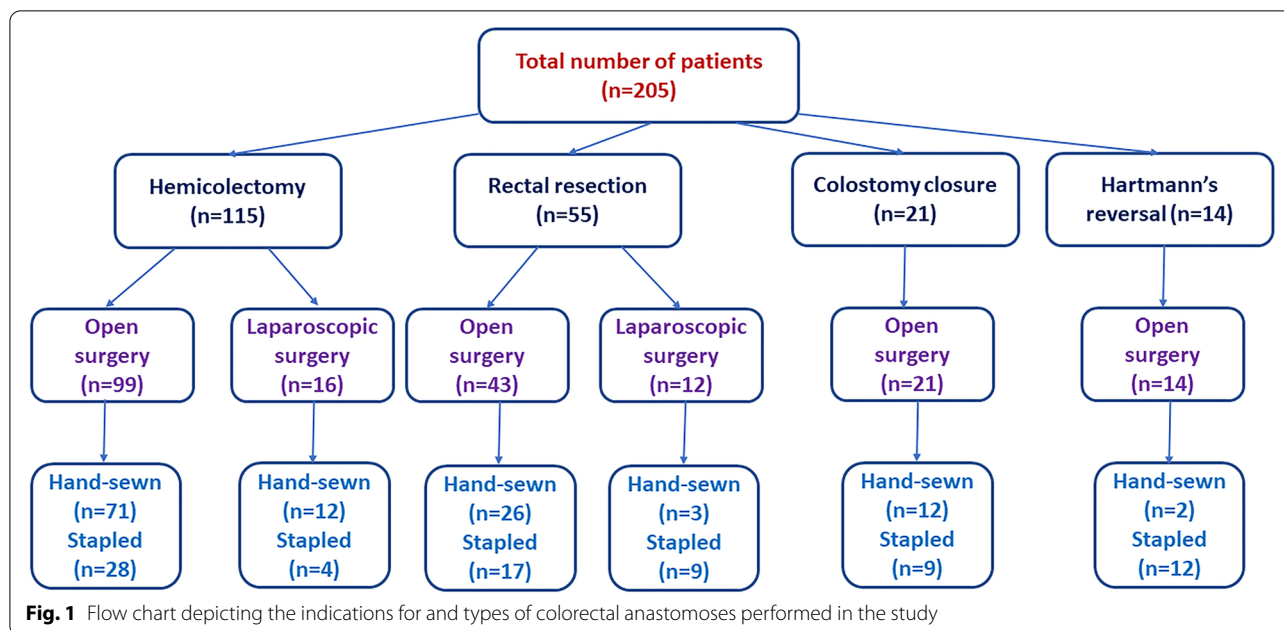 Total number of patients
(n=205)
Hemicolectomy
(n=115)
Rectal resection
(n=55)
Colostomy closure
(n=21)
Hartmann’s
reversal (n=14)
Open
surgery
(n=99)
Laparoscopic
surgery
(n=16)
Open
surgery
(n=43)
Laparoscopic
surgery
(n=12)
Open
surgery
(n=21)
Open
surgery
(n=14)
Hand-sewn
(n=71)
Stapled
(n=28)
Hand-sewn
(n=12)
Stapled
(n=4)
Hand-sewn
(n=26)
Stapled
(n=17)
Hand-sewn
(n=3)
Stapled
(n=9)
Hand-sewn
(n=12)
Stapled
(n=9)
Hand-sewn
(n=2)
Stapled
(n=12)
Fig. 1 Flow chart depicting the indications for and types of colorectal anastomoses performed in the study